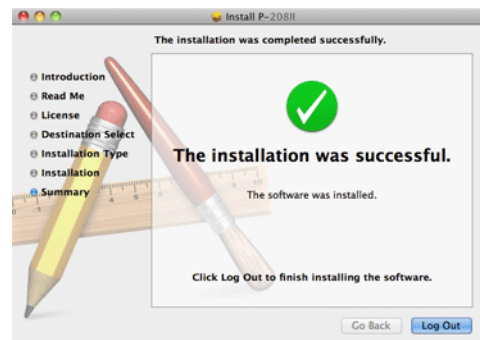 Install P-208II
The installation was completed successfully.
Introduction
Read Me
License
Destination Select
Installation Type
Installation
Summary
The installation was successful.
The software was installed.
Click Log Out to finish installing the software.
Go Back
Log Out